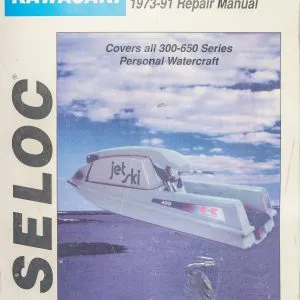 KAWASAKI
1973-91 Repair Manual
Covers all 300-650 Series
Personal Watercraft
SELOC®
jet
ski
400